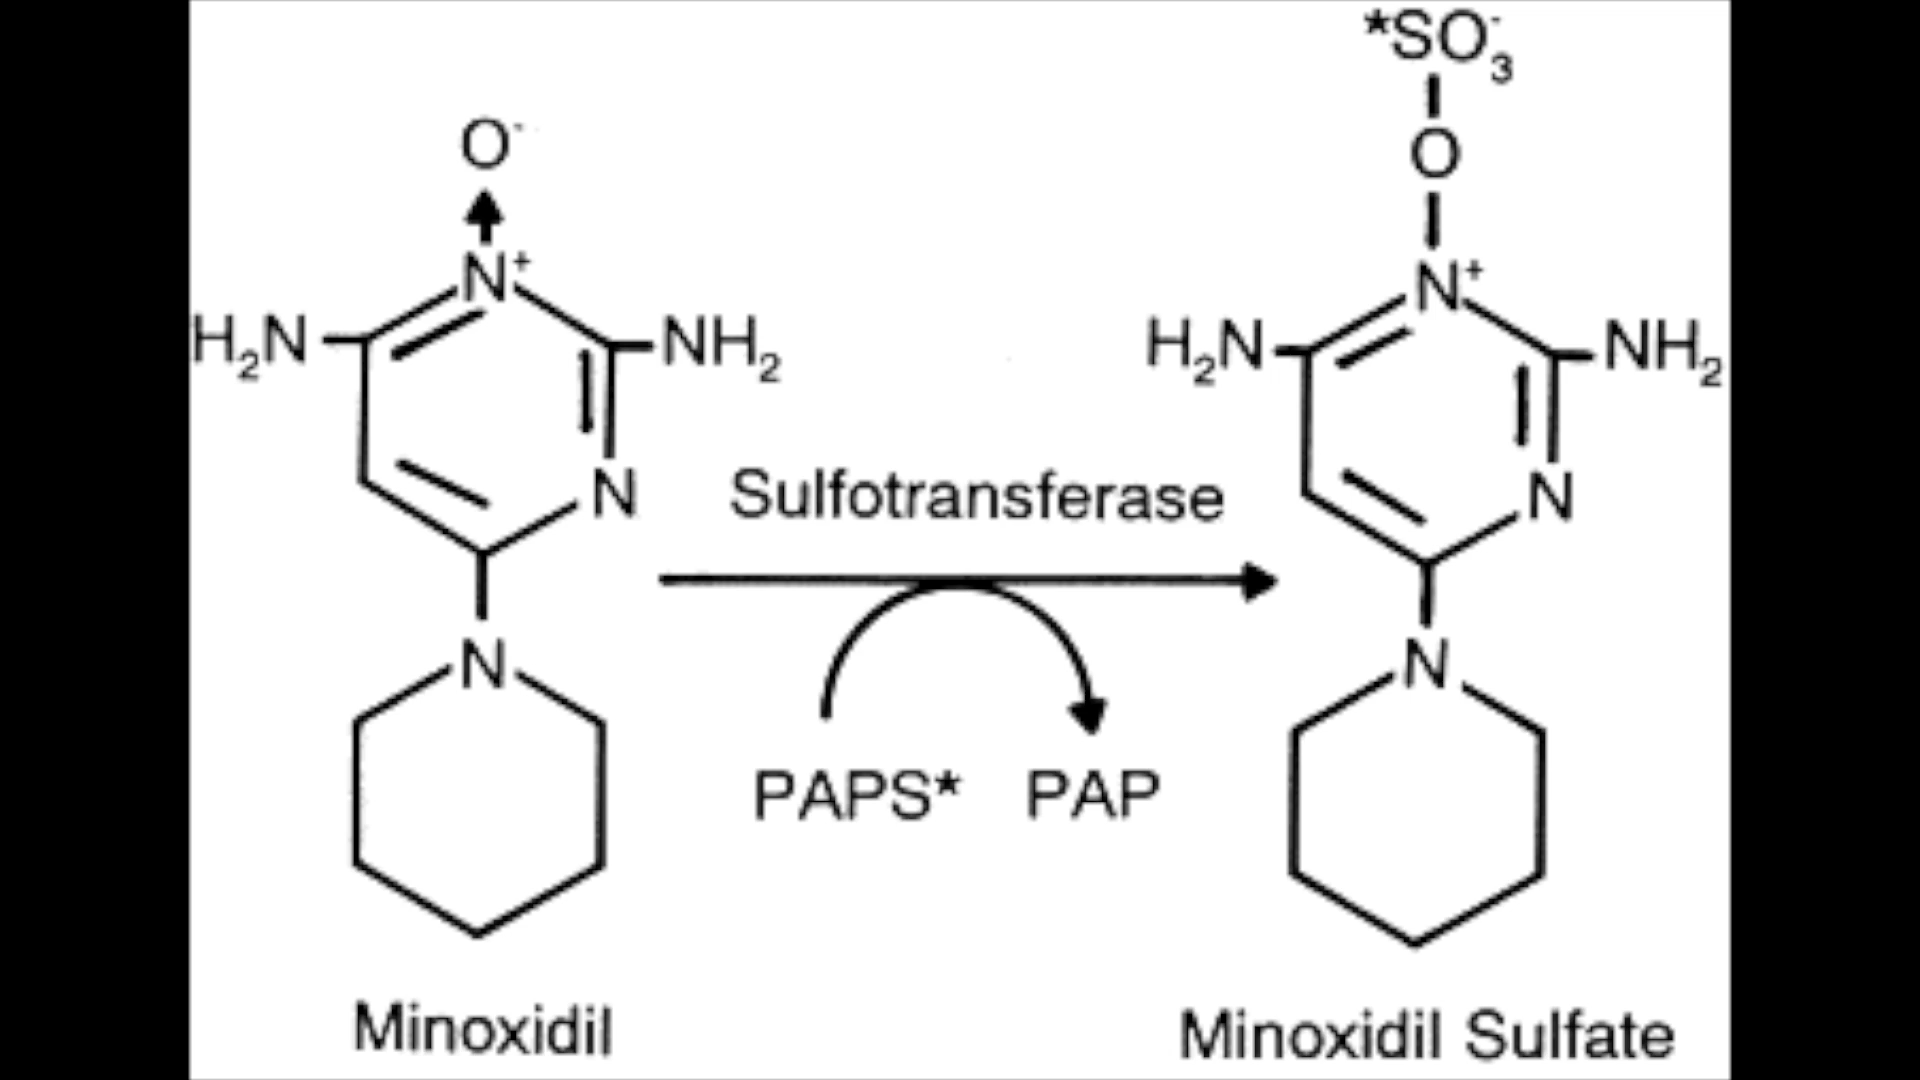 *SO₃⁻
O
O⁻
N⁺
N⁺
H₂N
NH₂
H₂N
NH₂
N
Sulfotransferase
N
N
N
PAPS*
PAP
Minoxidil
Minoxidil Sulfate